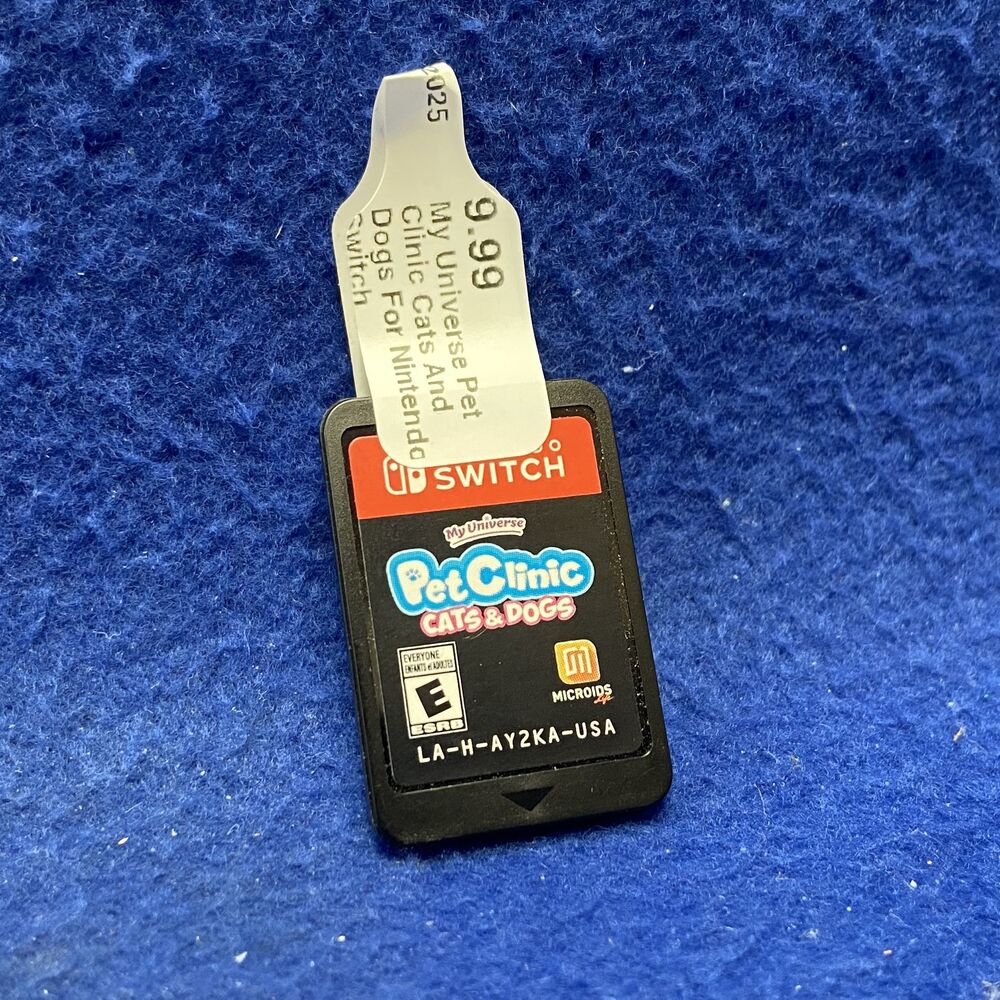 2025
9.99
My Universe Pet
Clinic Cats And
Dogs For Nintendo
Switch
SWITCH
My Universe
Pet Clinic
CATS & DOGS
EVERYONE
ENFANTS et ADULTES
E
ESRB
MICROIDS
Life
LA-H-AY2KA-USA